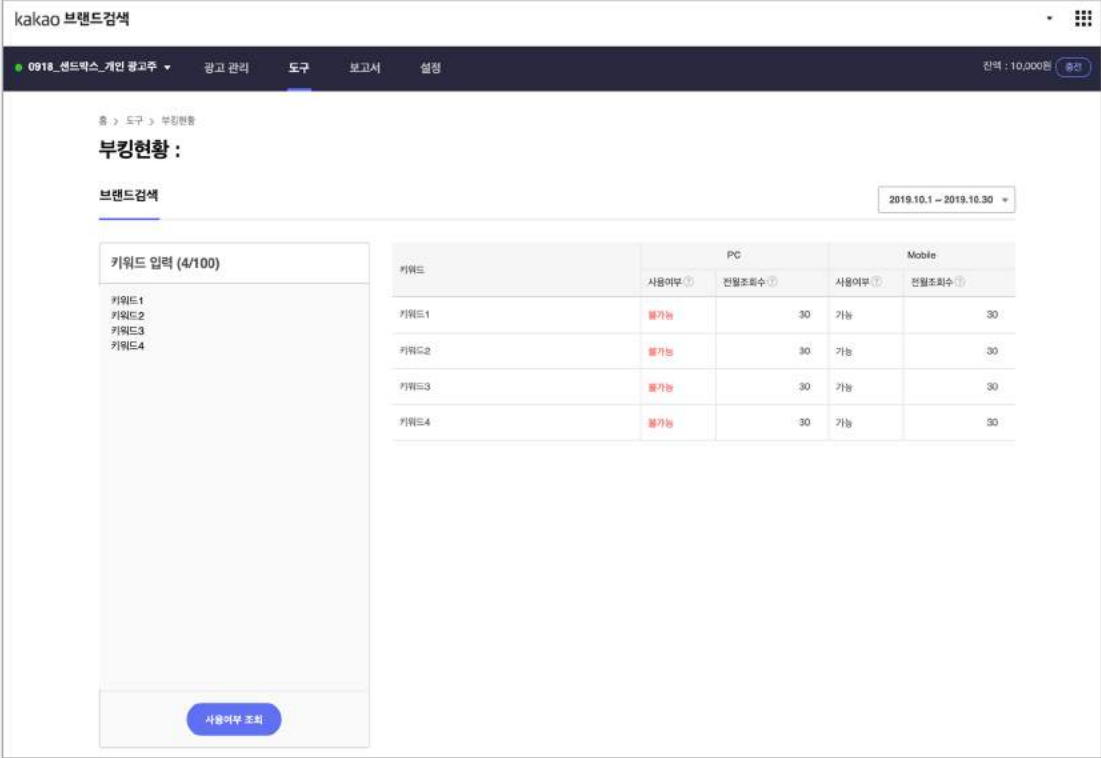 kakao 브랜드검색
0918_샌드박스_개인 광고주 광고 관리 도구 보고서 설정 잔액 : 10,000원 충전
홈 > 도구 > 부킹현황
부킹현황 :
브랜드검색
2019.10.1 ~ 2019.10.30
키워드 입력 (4/100)
키워드1
키워드2
키워드3
키워드4
사용여부 조회
키워드 PC Mobile
사용여부 전월조회수 사용여부 전월조회수
키워드1 불가능 30 가능 30
키워드2 불가능 30 가능 30
키워드3 불가능 30 가능 30
키워드4 불가능 30 가능 30